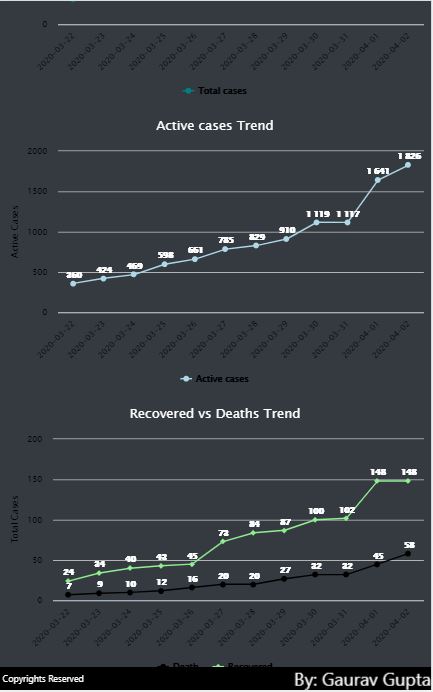 0
2020-03-22 2020-03-23 2020-03-24 2020-03-25 2020-03-26 2020-03-27 2020-03-28 2020-03-29 2020-03-30 2020-03-31 2020-04-01 2020-04-02
Total cases
Active cases Trend
2000
1 826
1 641
1500
1 119 1 117
1000
910
829
785
661
598
500
469
424
360
0
Active Cases
2020-03-22 2020-03-23 2020-03-24 2020-03-25 2020-03-26 2020-03-27 2020-03-28 2020-03-29 2020-03-30 2020-03-31 2020-04-01 2020-04-02
Active cases
Recovered vs Deaths Trend
200
150
148 148
100
24 34 40 43 45 73 84 87 100 102
50
7 9 10 12 16 20 20 27 32 32 45 58
0
Total Cases
2020-03-22 2020-03-23 2020-03-24 2020-03-25 2020-03-26 2020-03-27 2020-03-28 2020-03-29 2020-03-30 2020-03-31 2020-04-01 2020-04-02
Death Recovered
Copyrights Reserved
By: Gaurav Gupta